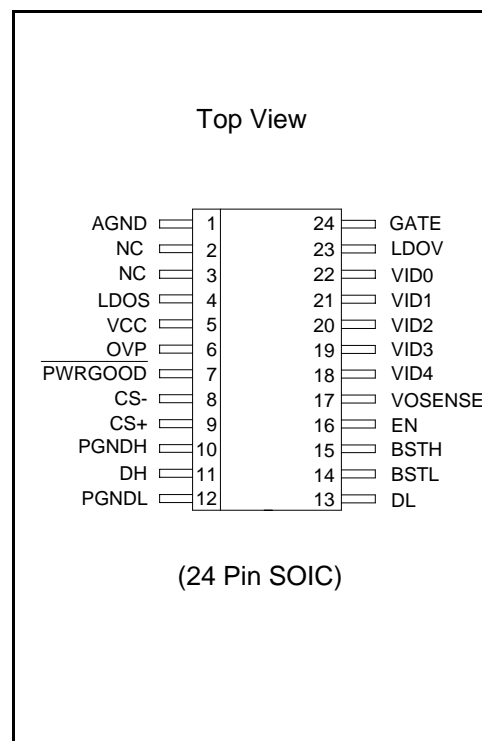 Top View
AGND 1 24 GATE
NC 2 23 LDOV
NC 3 22 VID0
LDOS 4 21 VID1
VCC 5 20 VID2
OVP 6 19 VID3
PWRGOOD 7 18 VID4
CS- 8 17 VOSENSE
CS+ 9 16 EN
PGNDH 10 15 BSTH
DH 11 14 BSTL
PGNDL 12 13 DL
(24 Pin SOIC)